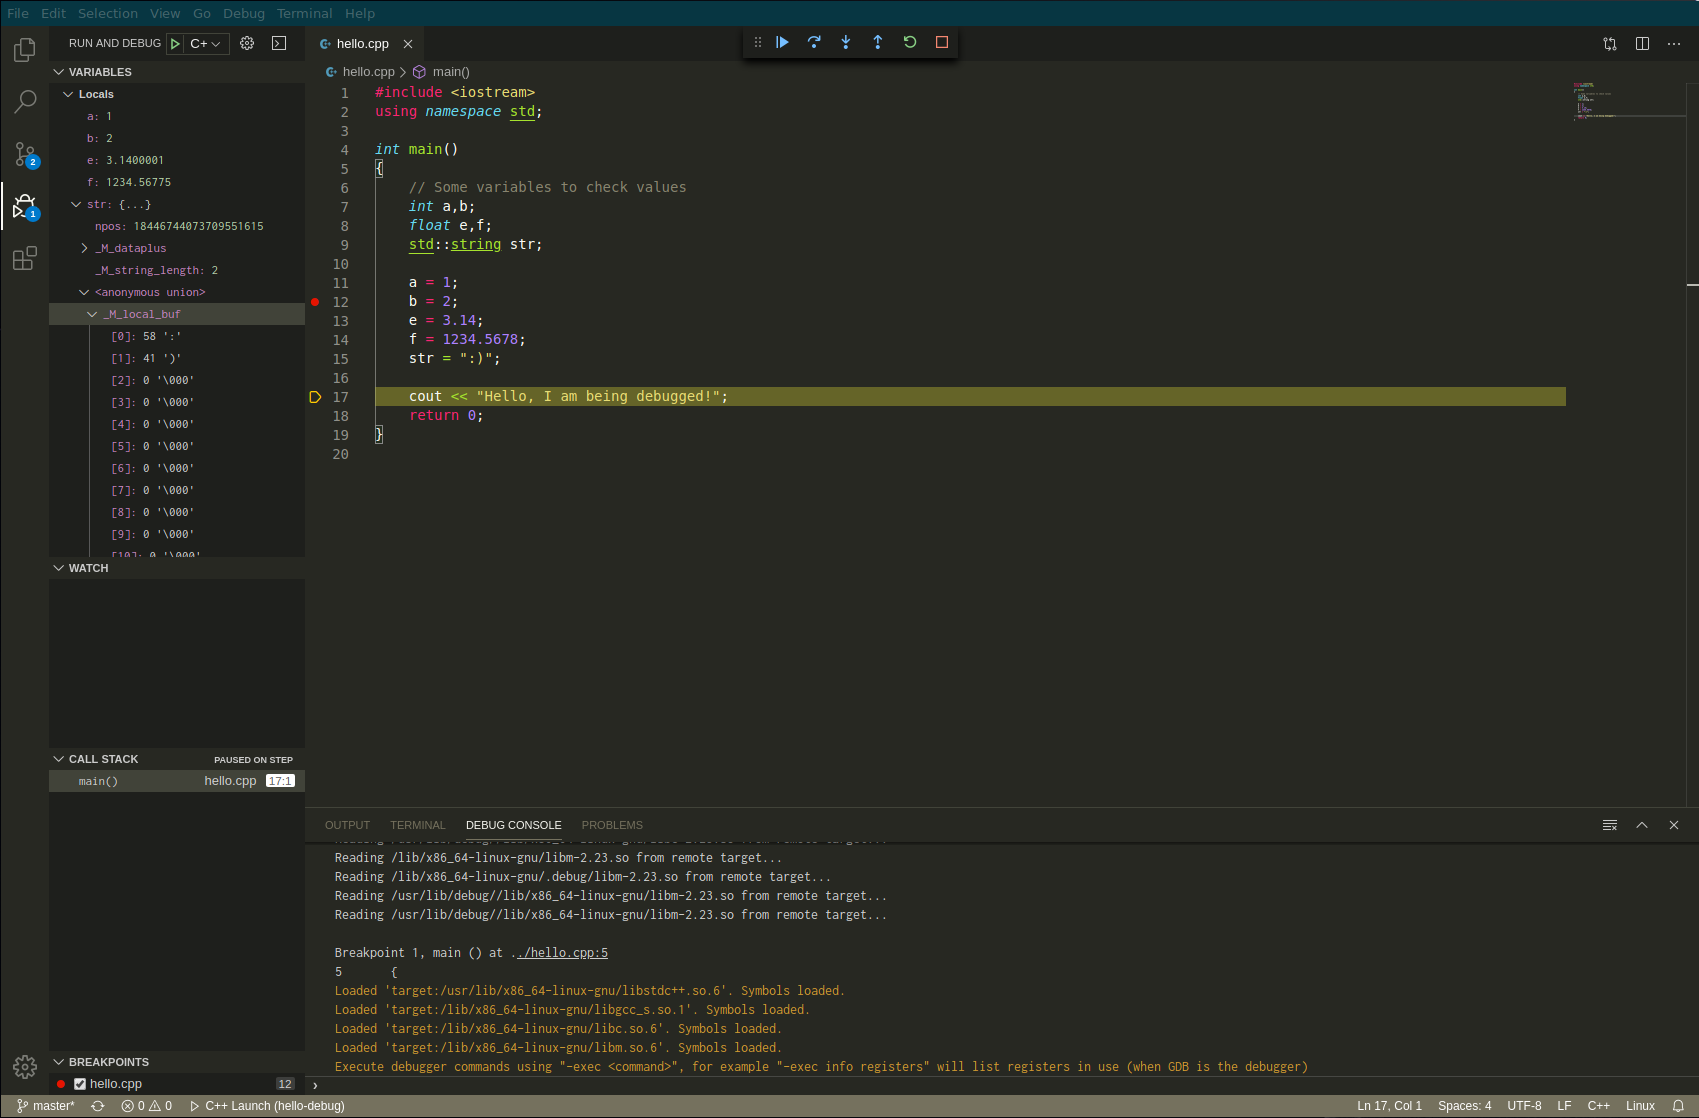 File Edit Selection View Go Debug Terminal Help
RUN AND DEBUG C+
VARIABLES
Locals
a: 1
b: 2
e: 3.1400001
f: 1234.56775
str: {...}
npos: 18446744073709551615
_M_dataplus
_M_string_length: 2
<anonymous union>
_M_local_buf
[0]: 58 ':'
[1]: 41 ')'
[2]: 0 '\000'
[3]: 0 '\000'
[4]: 0 '\000'
[5]: 0 '\000'
[6]: 0 '\000'
[7]: 0 '\000'
[8]: 0 '\000'
[9]: 0 '\000'
[10]: 0 '\000'
WATCH
CALL STACK PAUSED ON STEP
main() hello.cpp 17:1
BREAKPOINTS
hello.cpp 12
2
1
hello.cpp
hello.cpp > main()
1 #include <iostream>
2 using namespace std;
3
4 int main()
5 {
6 // Some variables to check values
7 int a,b;
8 float e,f;
9 std::string str;
10
11 a = 1;
12 b = 2;
13 e = 3.14;
14 f = 1234.5678;
15 str = ":)";
16
17 cout << "Hello, I am being debugged!";
18 return 0;
19 }
20
OUTPUT TERMINAL DEBUG CONSOLE PROBLEMS
Reading /lib/x86_64-linux-gnu/libm-2.23.so from remote target...
Reading /lib/x86_64-linux-gnu/.debug/libm-2.23.so from remote target...
Reading /usr/lib/debug//lib/x86_64-linux-gnu/libm-2.23.so from remote target...
Reading /usr/lib/debug//lib/x86_64-linux-gnu/libm-2.23.so from remote target...
Breakpoint 1, main () at ../hello.cpp:5
5 {
Loaded 'target:/usr/lib/x86_64-linux-gnu/libstdc++.so.6'. Symbols loaded.
Loaded 'target:/lib/x86_64-linux-gnu/libgcc_s.so.1'. Symbols loaded.
Loaded 'target:/lib/x86_64-linux-gnu/libc.so.6'. Symbols loaded.
Loaded 'target:/lib/x86_64-linux-gnu/libm.so.6'. Symbols loaded.
Execute debugger commands using "-exec <command>", for example "-exec info registers" will list registers in use (when GDB is the debugger)
master* 0 0 C++ Launch (hello-debug) Ln 17, Col 1 Spaces: 4 UTF-8 LF C++ Linux